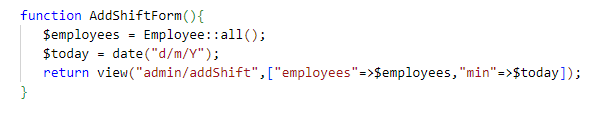 function AddShiftForm(){
$employees = Employee::all();
$today = date("d/m/Y");
return view("admin/addShift",["employees"=>$employees,"min"=>$today]);
}